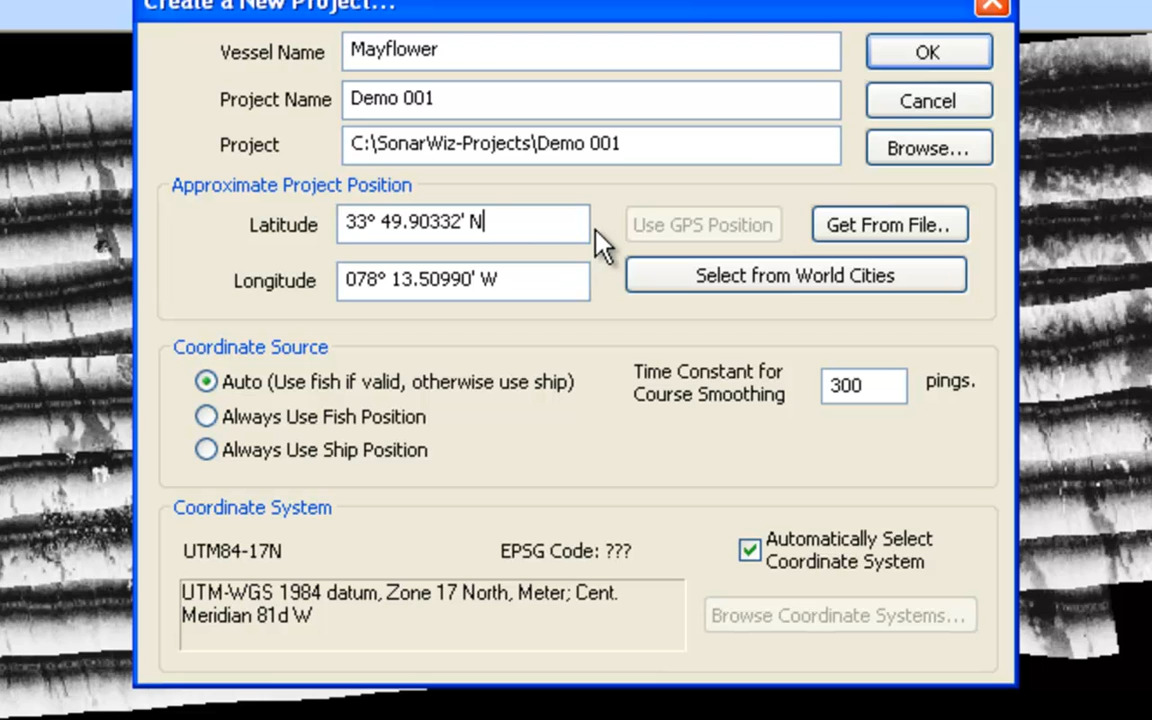 Create a New Project...
Vessel Name Mayflower OK
Project Name Demo 001 Cancel
Project C:\SonarWiz-Projects\Demo 001 Browse...
Approximate Project Position
Latitude 33° 49.90332' N Use GPS Position Get From File..
Longitude 078° 13.50990' W Select from World Cities
Coordinate Source
Auto (Use fish if valid, otherwise use ship)
Always Use Fish Position
Always Use Ship Position
Time Constant for
Course Smoothing 300 pings.
Coordinate System
UTM84-17N EPSG Code: ???
Automatically Select
Coordinate System
UTM-WGS 1984 datum, Zone 17 North, Meter; Cent.
Meridian 81d W
Browse Coordinate Systems...